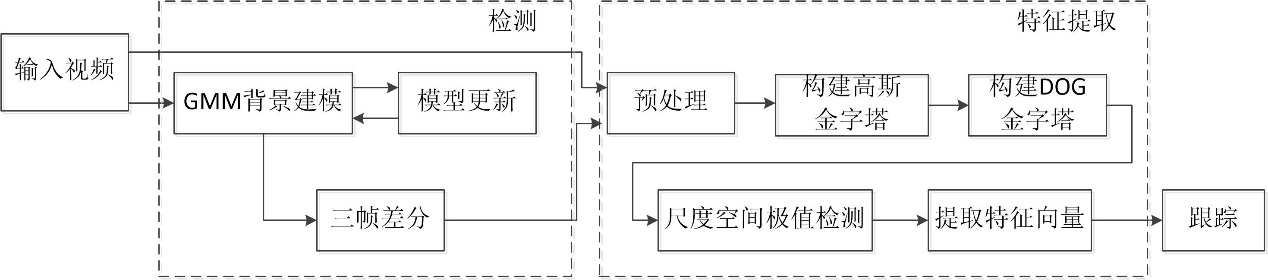 检测
特征提取
输入视频
GMM背景建模
模型更新
预处理
构建高斯
金字塔
构建DOG
金字塔
三帧差分
尺度空间极值检测
提取特征向量
跟踪